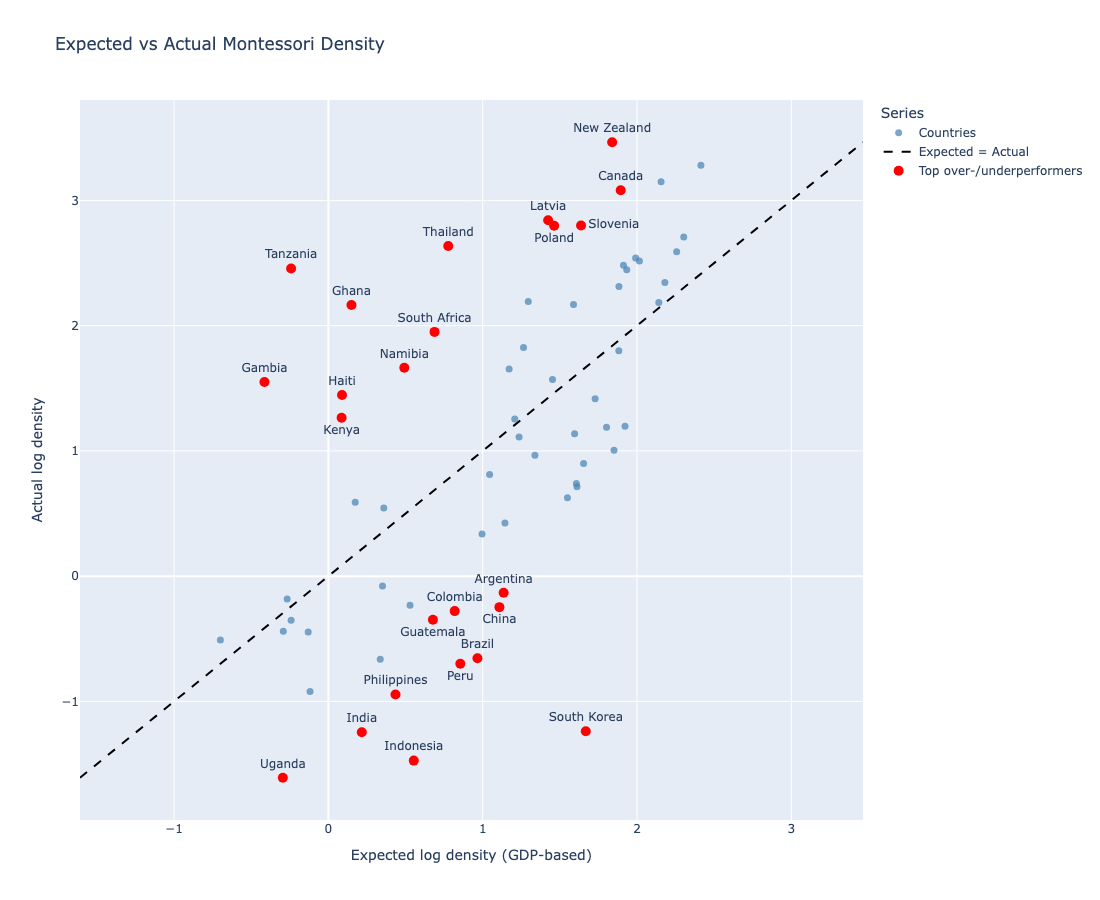 Expected vs Actual Montessori Density
Series
Countries
Expected = Actual
Top over-/underperformers
New Zealand
Canada
Latvia
Slovenia
Poland
Thailand
Tanzania
Ghana
South Africa
Namibia
Gambia
Haiti
Kenya
Argentina
Colombia
China
Guatemala
Brazil
Peru
Philippines
India
South Korea
Indonesia
Uganda
3
2
1
0
−1
Actual log density
−1
0
1
2
3
Expected log density (GDP-based)